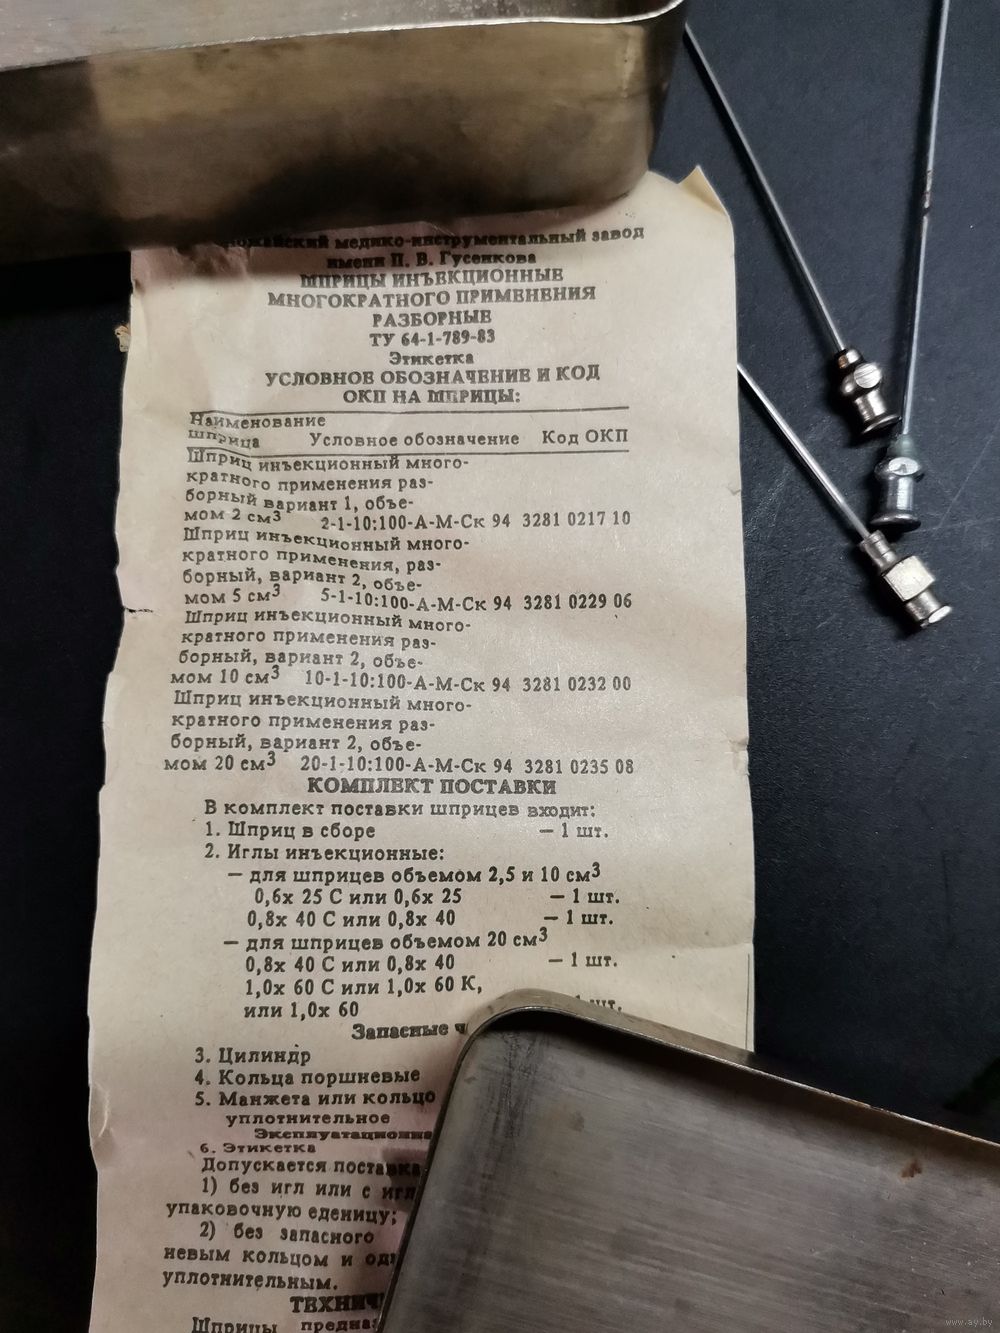 медико-инструментальный завод
имени П. В. Гусенкова
ШПРИЦЫ ИНЪЕКЦИОННЫЕ
МНОГОКРАТНОГО ПРИМЕНЕНИЯ
РАЗБОРНЫЕ
ТУ 64-1-789-83
Этикетка
УСЛОВНОЕ ОБОЗНАЧЕНИЕ И КОД
ОКП НА ШПРИЦЫ:
Наименование
шприца Условное обозначение Код ОКП
Шприц инъекционный много-
кратного применения раз-
борный вариант 1, объе-
мом 2 см³ 2-1-10:100-А-М-Ск 94 3281 0217 10
Шприц инъекционный много-
кратного применения, раз-
борный, вариант 2, объе-
мом 5 см³ 5-1-10:100-А-М-Ск 94 3281 0229 06
Шприц инъекционный много-
кратного применения раз-
борный, вариант 2, объе-
мом 10 см³ 10-1-10:100-А-М-Ск 94 3281 0232 00
Шприц инъекционный много-
кратного применения раз-
борный, вариант 2, объе-
мом 20 см³ 20-1-10:100-А-М-Ск 94 3281 0235 08
КОМПЛЕКТ ПОСТАВКИ
В комплект поставки шприцев входит:
1. Шприц в сборе — 1 шт.
2. Иглы инъекционные:
— для шприцев объемом 2,5 и 10 см³
0,6х 25 С или 0,6х 25 — 1 шт.
0,8х 40 С или 0,8х 40 — 1 шт.
— для шприцев объемом 20 см³
0,8х 40 С или 0,8х 40 — 1 шт.
1,0х 60 С или 1,0х 60 К,
или 1,0х 60 шт.
Запасные
3. Цилиндр
4. Кольца поршневые
5. Манжета или кольцо
уплотнительное
6. Этикетка
Допускается
1) без игл или с
упаковочную еденицу;
2) без запасного
невым кольцом и
уплотнительным.
Шприцы
www.ay.by